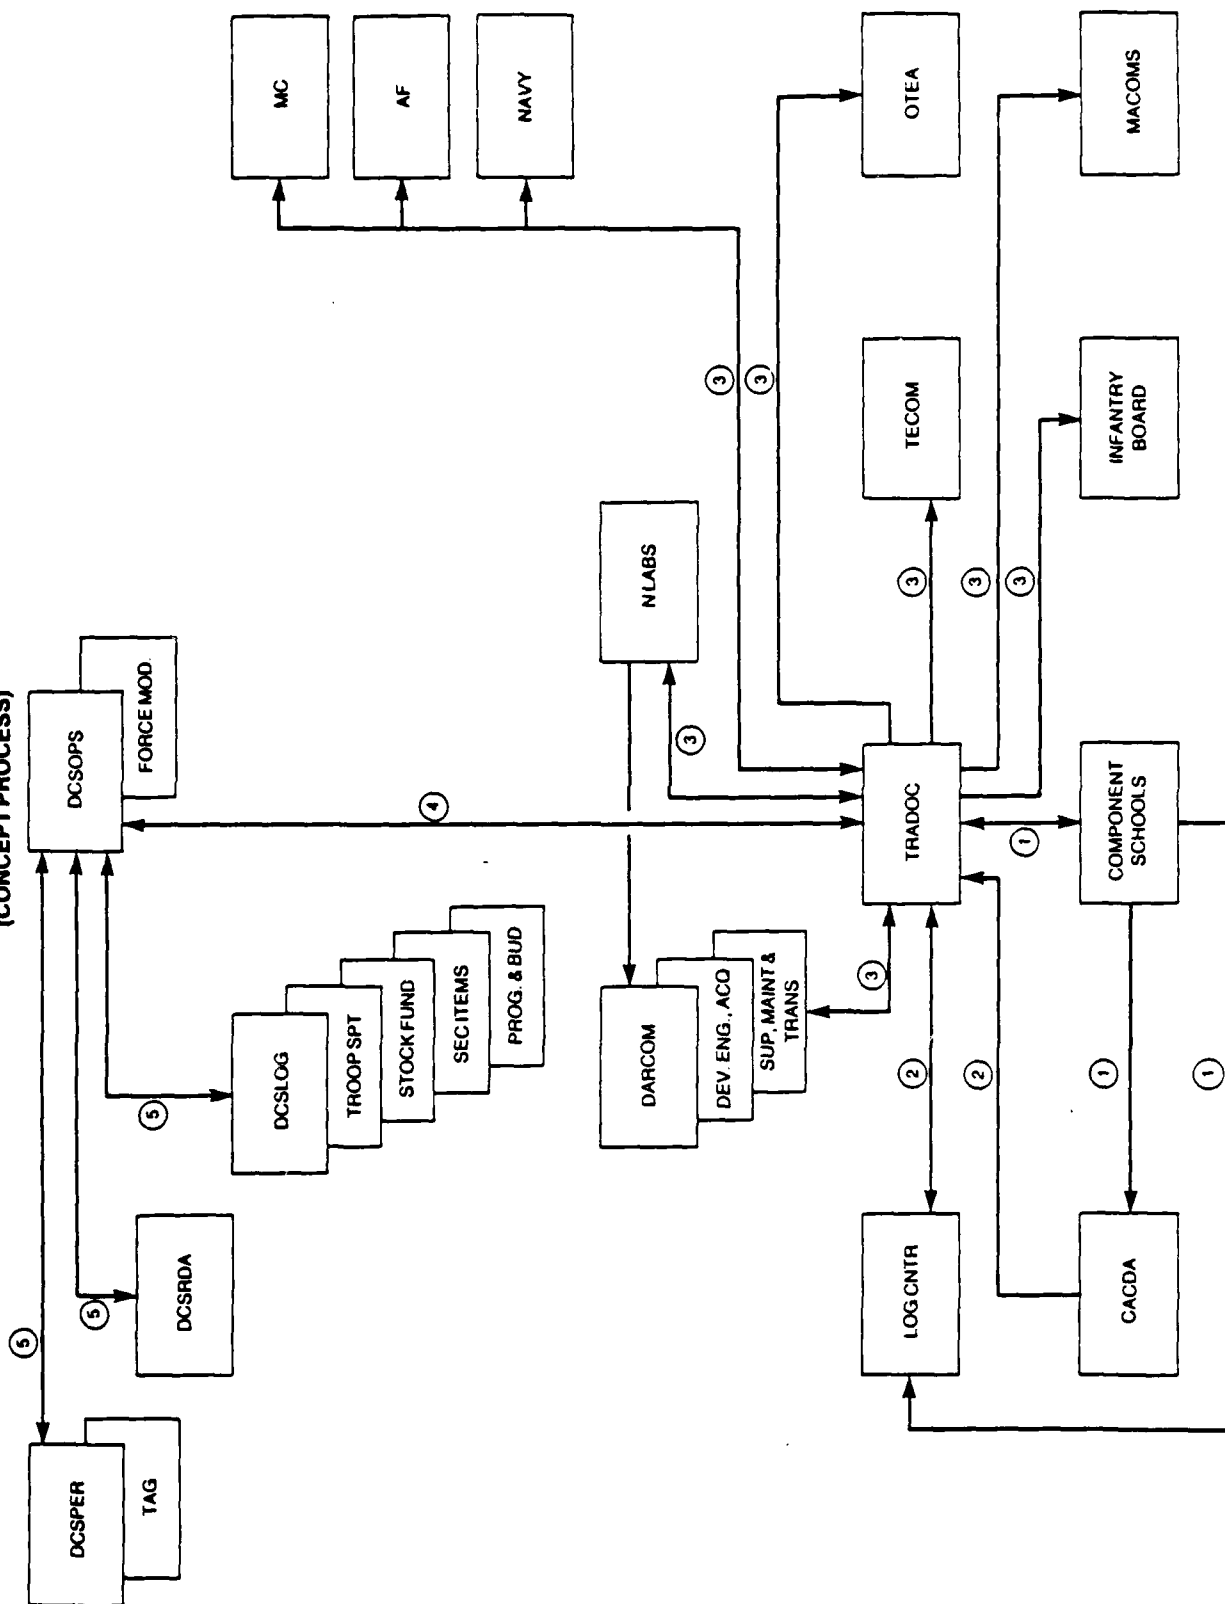 (CONCEPT PROCESS)
5
DCSPER
DCSOPS
TAG
FORCE MOD.
5
DCSRDA
5
DCSLOG
TROOP SPT
STOCK FUND
SEC ITEMS
PROG. & BUD
MC
AF
NAVY
4
DARCOM
DEV. ENG., ACQ
SUP, MAINT &
TRANS
NLABS
3
3
3
3
LOG CNTR
2
TRADOC
3
TECOM
OTEA
2
1
3
3
CACDA
1
COMPONENT
SCHOOLS
INFANTRY
BOARD
MACOMS
1